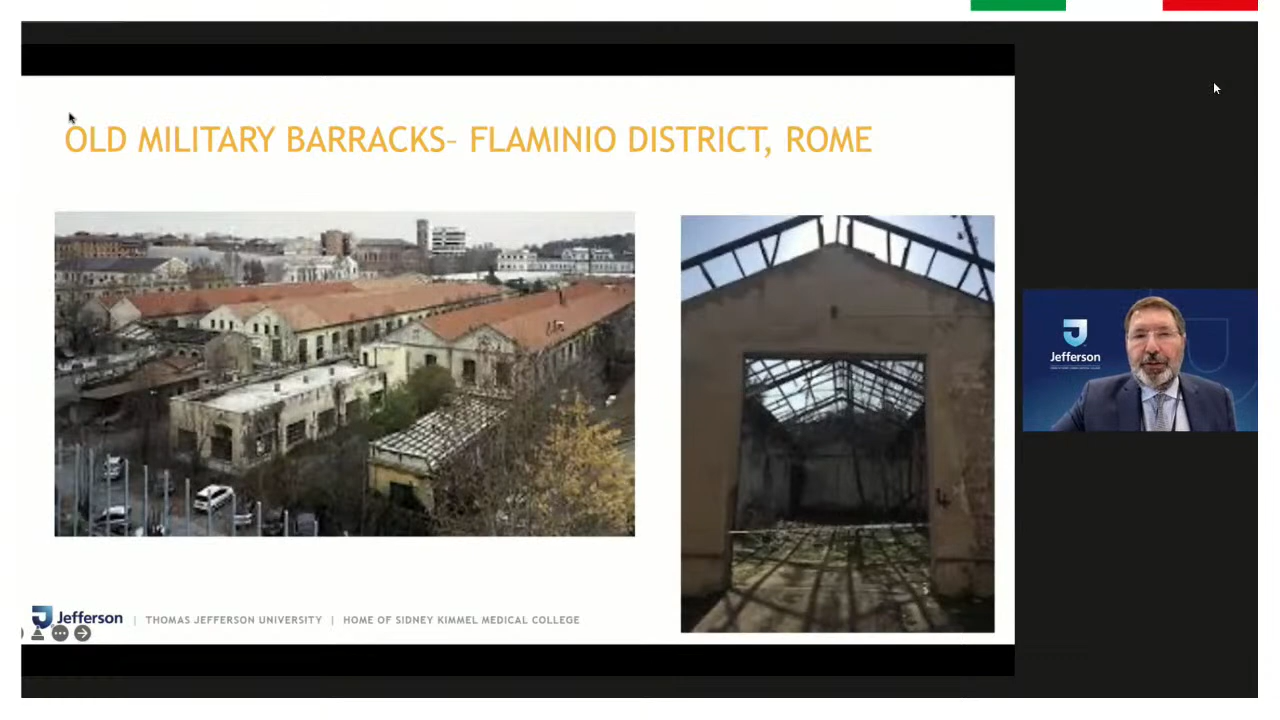 OLD MILITARY BARRACKS– FLAMINIO DISTRICT, ROME
Jefferson
Jefferson | THOMAS JEFFERSON UNIVERSITY | HOME OF SIDNEY KIMMEL MEDICAL COLLEGE